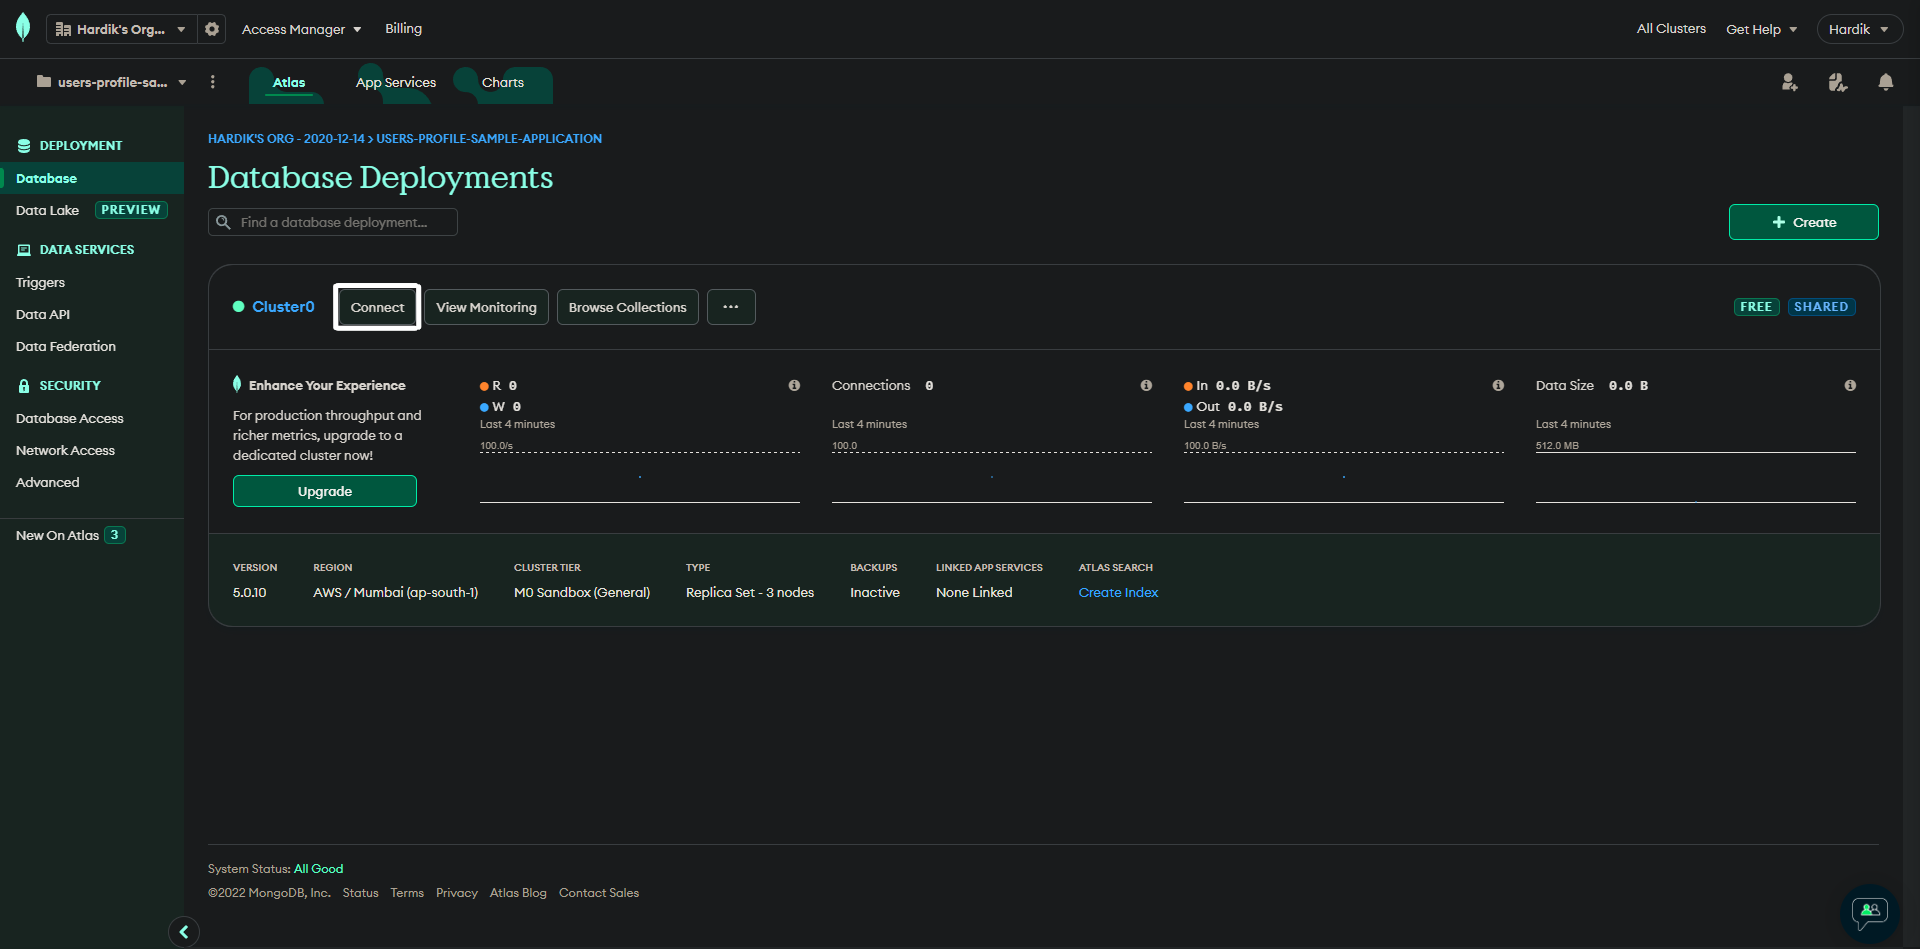 Hardik's Org...
Access Manager
Billing
All Clusters
Get Help
Hardik
users-profile-sa...
Atlas
App Services
Charts
DEPLOYMENT
Database
Data Lake PREVIEW
DATA SERVICES
Triggers
Data API
Data Federation
SECURITY
Database Access
Network Access
Advanced
New On Atlas 3
HARDIK'S ORG - 2020-12-14 > USERS-PROFILE-SAMPLE-APPLICATION
Database Deployments
Find a database deployment...
+ Create
Cluster0
Connect
View Monitoring
Browse Collections
...
FREE
SHARED
Enhance Your Experience
For production throughput and
richer metrics, upgrade to a
dedicated cluster now!
Upgrade
R 0
W 0
Last 4 minutes
100.0/s
Connections 0
Last 4 minutes
100.0
In 0.0 B/s
Out 0.0 B/s
Last 4 minutes
100.0 B/s
Data Size 0.0 B
Last 4 minutes
512.0 MB
VERSION
5.0.10
REGION
AWS / Mumbai (ap-south-1)
CLUSTER TIER
M0 Sandbox (General)
TYPE
Replica Set - 3 nodes
BACKUPS
Inactive
LINKED APP SERVICES
None Linked
ATLAS SEARCH
Create Index
System Status: All Good
©2022 MongoDB, Inc. Status Terms Privacy Atlas Blog Contact Sales